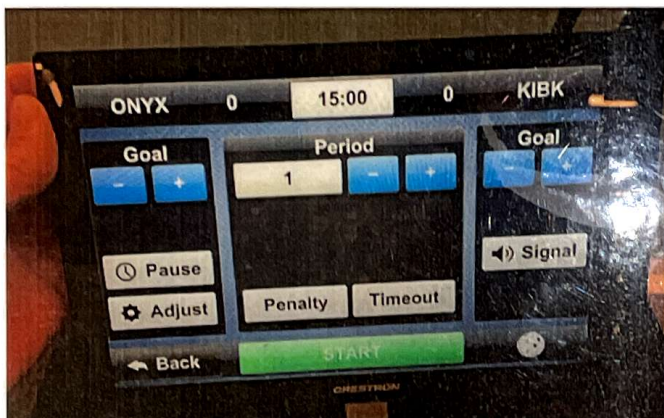 ONYX 0 15:00 0 KIBK
Goal
- +
Period
1 - +
Goal
- +
Pause
Adjust
Penalty Timeout
Signal
Back
START
CRESTRON